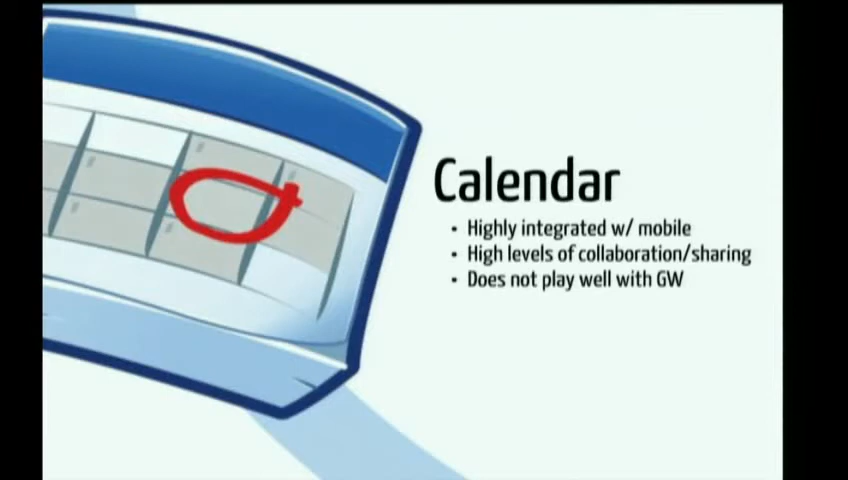 Calendar
• Highly integrated w/ mobile
• High levels of collaboration/sharing
• Does not play well with GW